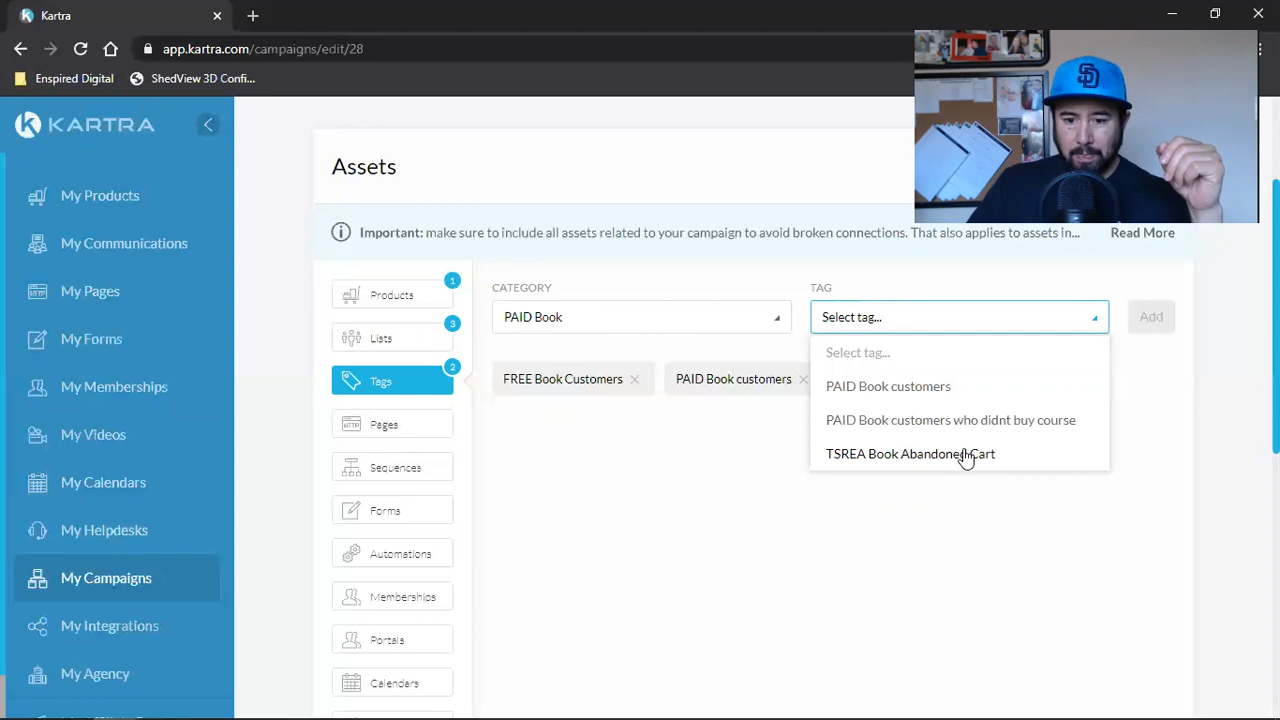 Kartra
app.kartra.com/campaigns/edit/28
Enspired Digital
ShedView 3D Confi...
KARTRA
My Products
My Communications
My Pages
My Forms
My Memberships
My Videos
My Calendars
My Helpdesks
My Campaigns
My Integrations
My Agency
Assets
Important: make sure to include all assets related to your campaign to avoid broken connections. That also applies to assets in...
Read More
Products
1
Lists
3
Tags
2
Pages
Sequences
Forms
Automations
Memberships
Portals
Calendars
CATEGORY
PAID Book
TAG
Select tag...
Add
FREE Book Customers
PAID Book customers
Select tag...
PAID Book customers
PAID Book customers who didnt buy course
TSREA Book Abandoned Cart
SD